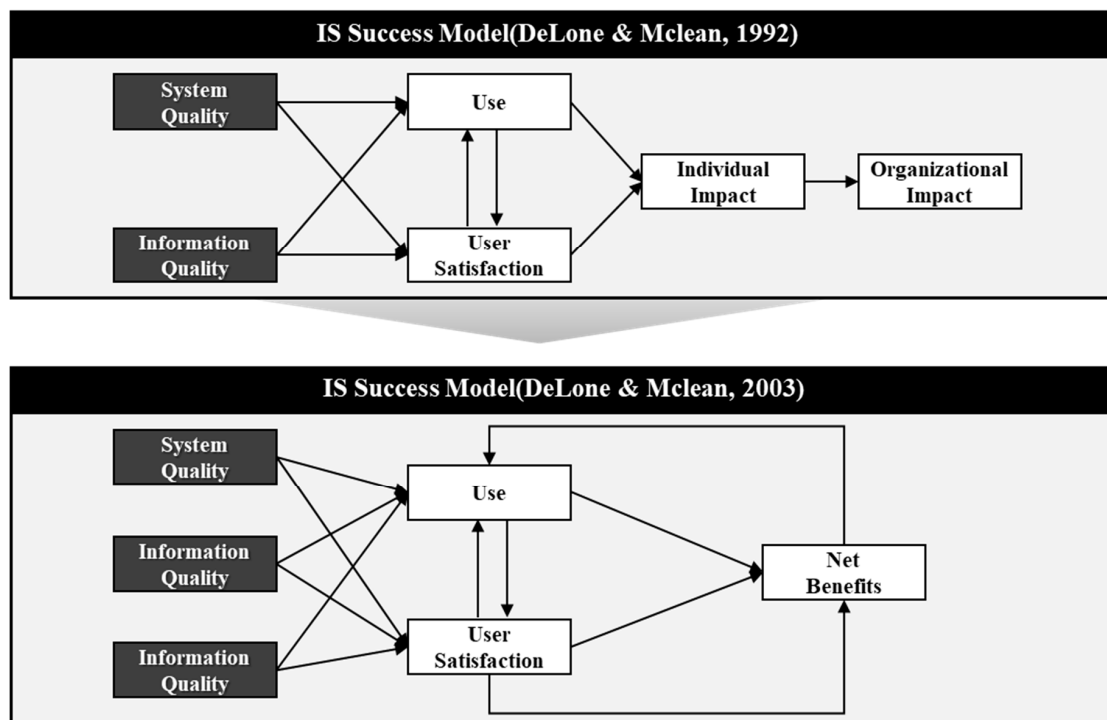 IS Success Model(DeLone & Mclean, 1992)
System
Quality
Use
Individual
Impact
Organizational
Impact
Information
Quality
User
Satisfaction
IS Success Model(DeLone & Mclean, 2003)
System
Quality
Use
Information
Quality
Net
Benefits
Information
Quality
User
Satisfaction